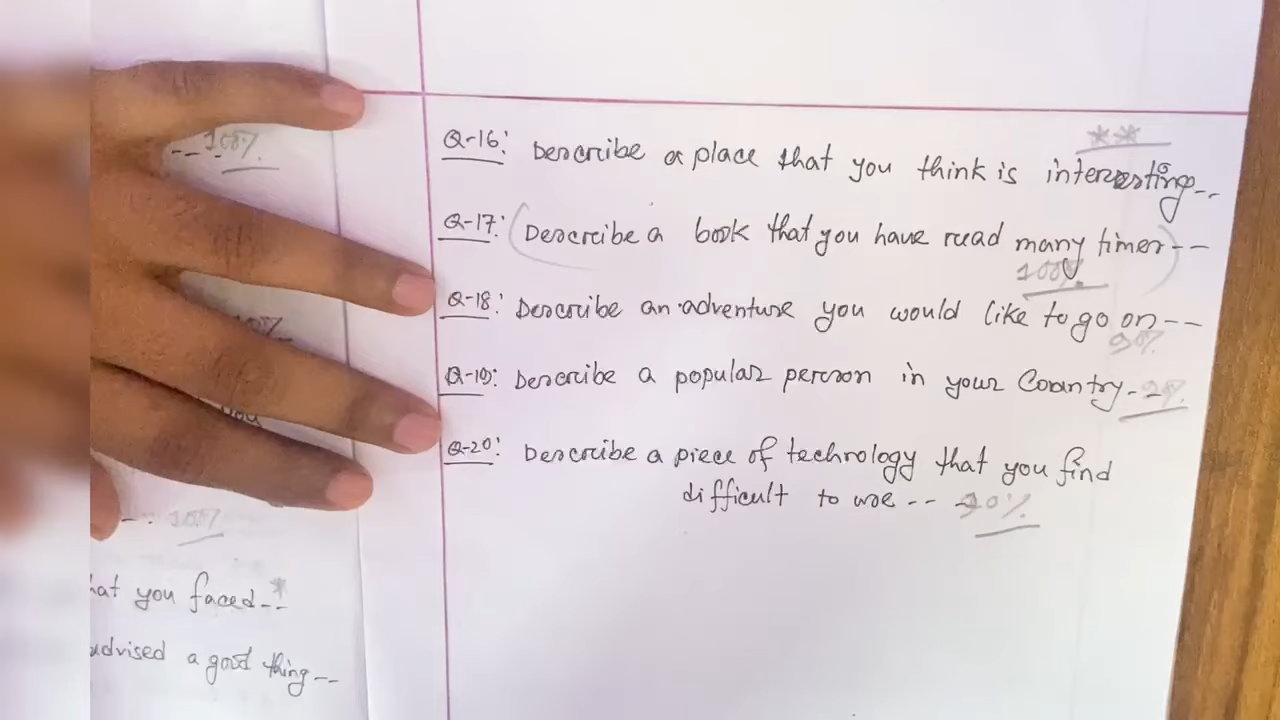 --- 100%
Q-16: Describe a place that you think is interesting-- **
Q-17: (Describe a book that you have read many times--)
100%
Q-18: Describe an adventure you would like to go on--
90%
Q-19: Describe a popular person in your Country-
Q-20: Describe a piece of technology that you find
difficult to use-- 90%
--. 100%
hat you faced--*
advised a good thing--